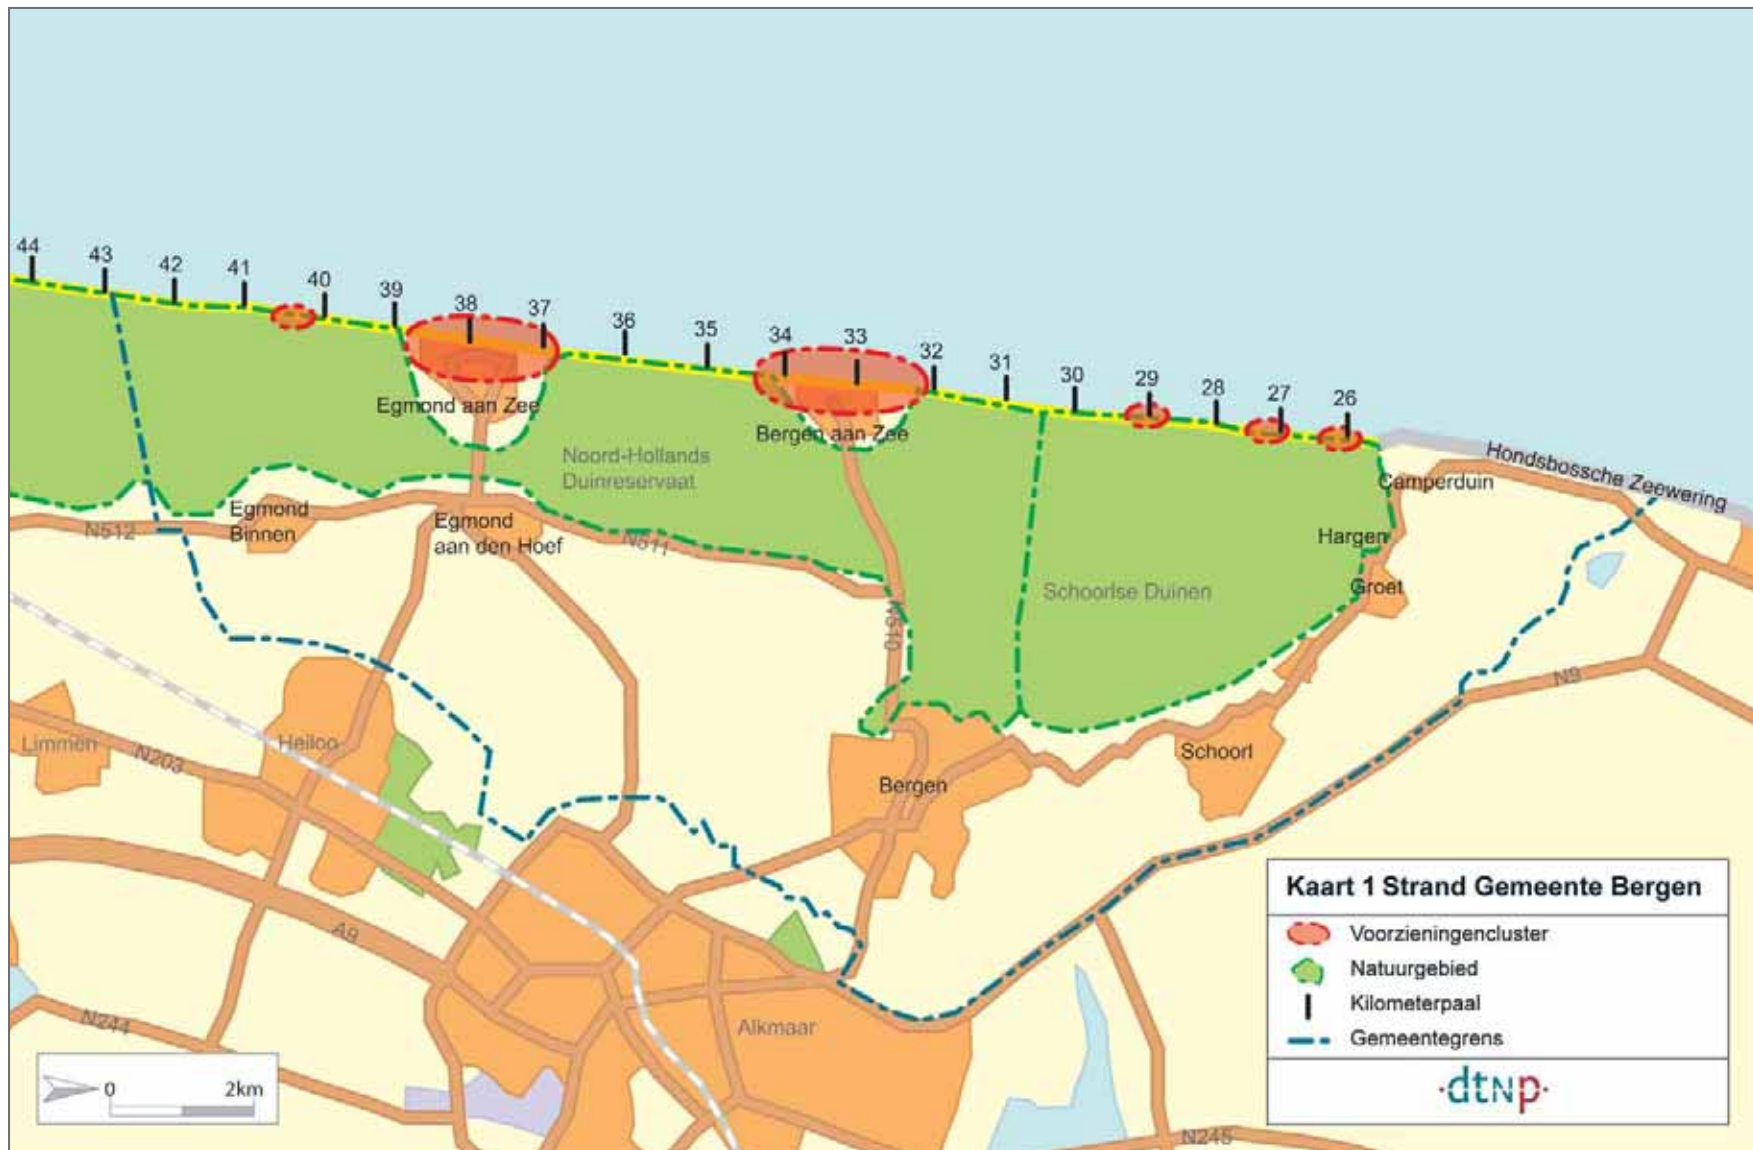 44
43
42
41
40
39
38
37
36
35
34
33
32
31
30
29
28
27
26
Egmond aan Zee
Bergen aan Zee
Noord-Hollands
Duinreservaat
Hondsbossche Zeewering
Camperduin
Hargen
Groet
Schoorlse Duinen
Egmond
Binnen
Egmond
aan den Hoef
N512
N511
N510
N9
Limmen
N203
Heiloo
Bergen
Schoorl
A9
N244
Alkmaar
N245
0 2km
Kaart 1 Strand Gemeente Bergen
Voorzieningencluster
Natuurgebied
Kilometerpaal
Gemeentegrens
·dtnp·